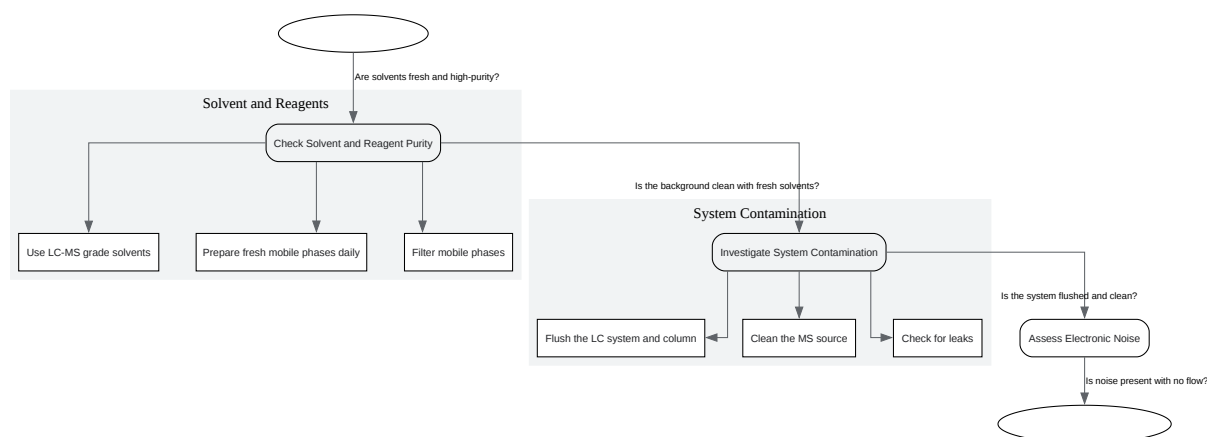 Are solvents fresh and high-purity?
Solvent and Reagents
Check Solvent and Reagent Purity
Is the background clean with fresh solvents?
System Contamination
Use LC-MS grade solvents
Prepare fresh mobile phases daily
Filter mobile phases
Investigate System Contamination
Is the system flushed and clean?
Flush the LC system and column
Clean the MS source
Check for leaks
Assess Electronic Noise
Is noise present with no flow?